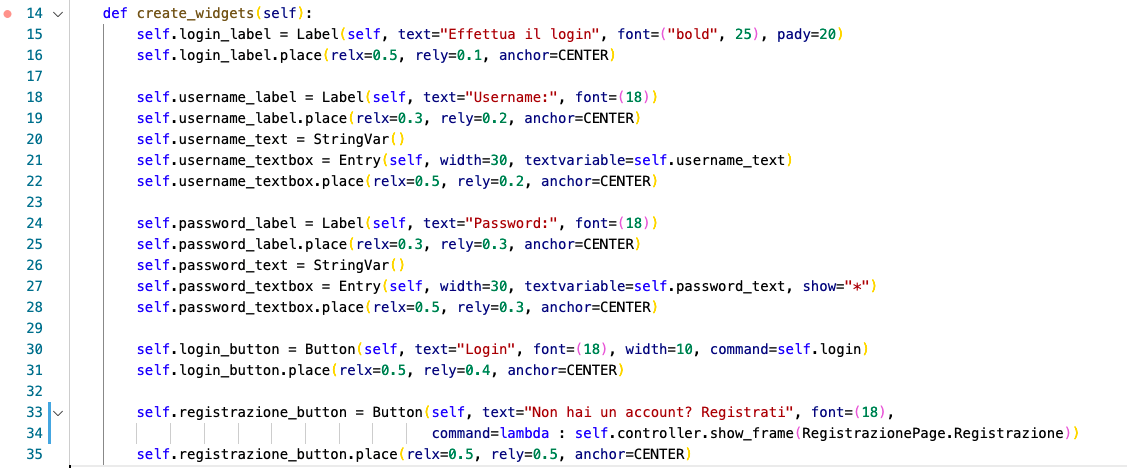 14 def create_widgets(self):
15 self.login_label = Label(self, text="Effettua il login", font=("bold", 25), pady=20)
16 self.login_label.place(relx=0.5, rely=0.1, anchor=CENTER)
17
18 self.username_label = Label(self, text="Username:", font=(18))
19 self.username_label.place(relx=0.3, rely=0.2, anchor=CENTER)
20 self.username_text = StringVar()
21 self.username_textbox = Entry(self, width=30, textvariable=self.username_text)
22 self.username_textbox.place(relx=0.5, rely=0.2, anchor=CENTER)
23
24 self.password_label = Label(self, text="Password:", font=(18))
25 self.password_label.place(relx=0.3, rely=0.3, anchor=CENTER)
26 self.password_text = StringVar()
27 self.password_textbox = Entry(self, width=30, textvariable=self.password_text, show="*")
28 self.password_textbox.place(relx=0.5, rely=0.3, anchor=CENTER)
29
30 self.login_button = Button(self, text="Login", font=(18), width=10, command=self.login)
31 self.login_button.place(relx=0.5, rely=0.4, anchor=CENTER)
32
33 self.registrazione_button = Button(self, text="Non hai un account? Registrati", font=(18),
34 command=lambda : self.controller.show_frame(RegistrazionePage.Registrazione))
35 self.registrazione_button.place(relx=0.5, rely=0.5, anchor=CENTER)